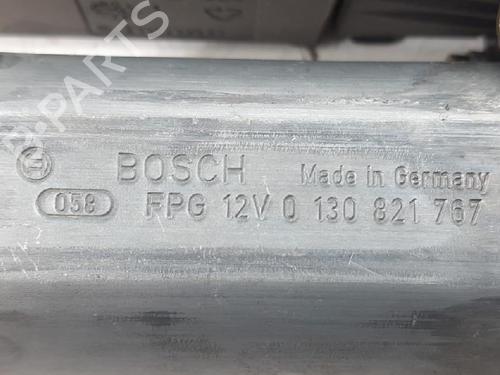 BOSCH Made in Germany
058 FPG 12V 0 130 821 767
B-PARTS